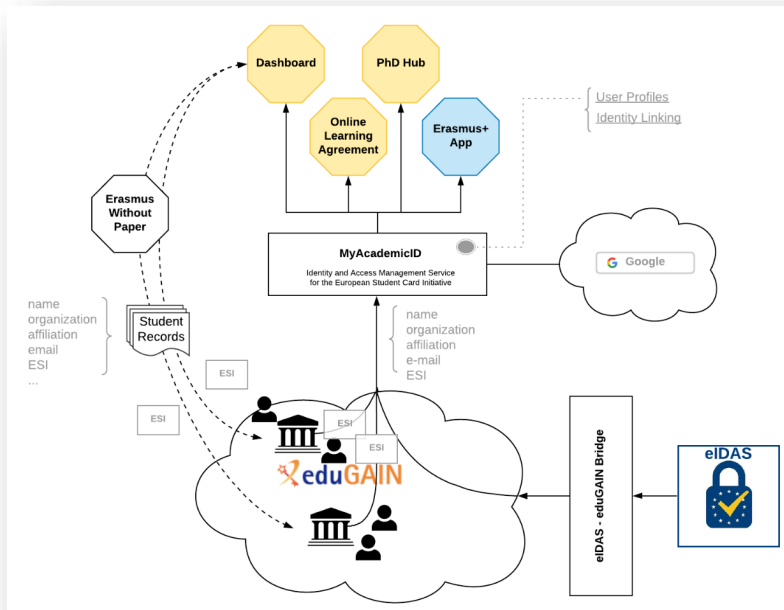 Dashboard
PhD Hub
Online
Learning
Agreement
Erasmus+
App
User Profiles
Identity Linking
Erasmus
Without
Paper
MyAcademicID
Identity and Access Management Service
for the European Student Card Initiative
Google
name
organization
affiliation
email
ESI
...
Student
Records
name
organization
affiliation
e-mail
ESI
ESI
ESI
ESI
ESI
eduGAIN
eIDAS - eduGAIN Bridge
eIDAS